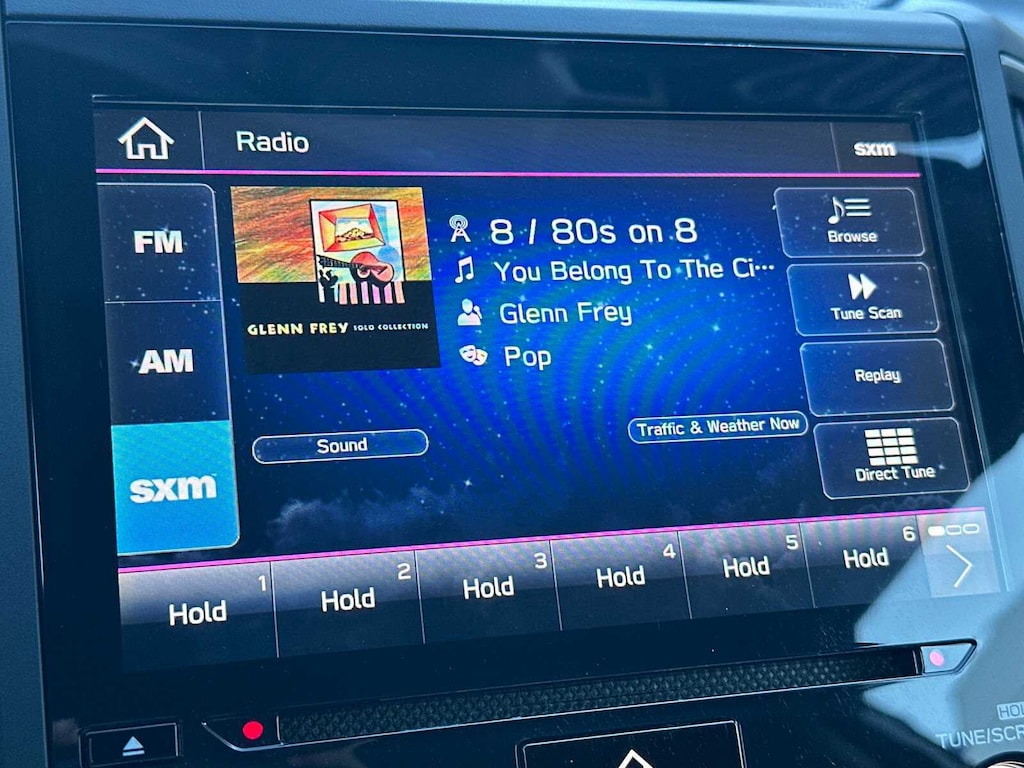 Radio
sxm
FM
AM
sxm
GLENN FREY SOLO COLLECTION
8 / 80s on 8
You Belong To The Ci···
Glenn Frey
Pop
Browse
Tune Scan
Replay
Direct Tune
Sound
Traffic & Weather Now
1
Hold
2
Hold
3
Hold
4
Hold
5
Hold
6
Hold